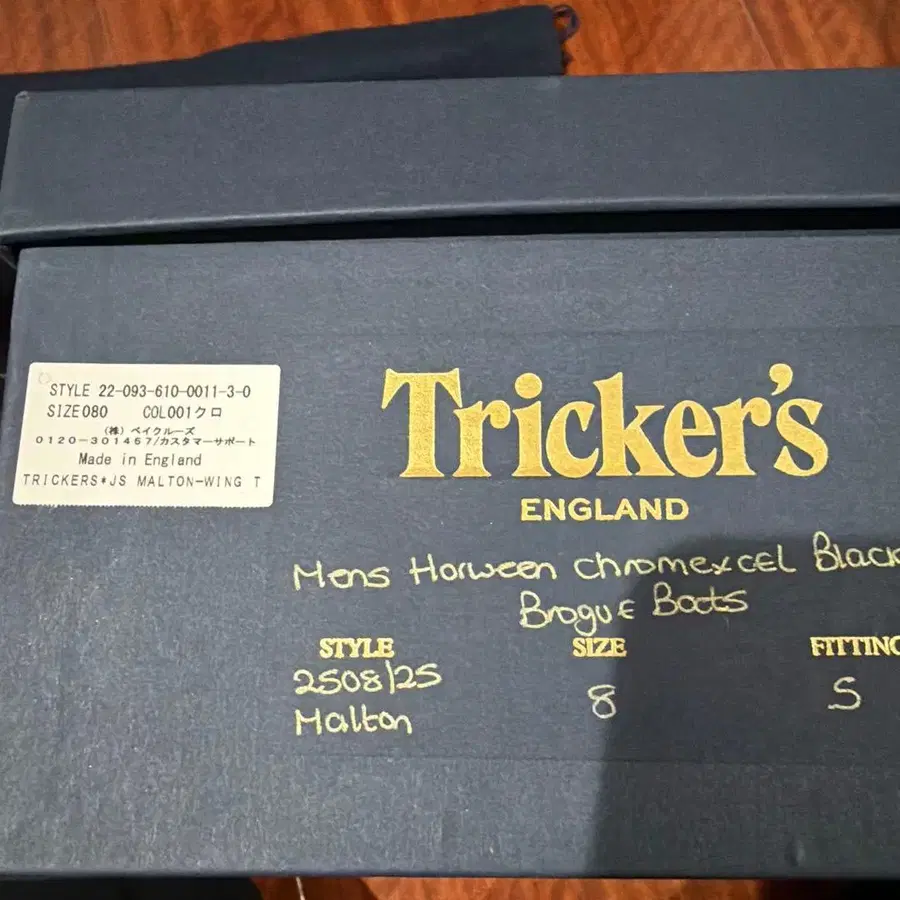 STYLE 22-093-610-0011-3-0
SIZE080 COL001クロ
(株) ベイクルーズ
0120-301457/カスタマーサポート
Made in England
TRICKERS*JS MALTON-WING T
Tricker's
ENGLAND
Mens Horween Chromexcel Black
Brogue Boots
STYLE SIZE FITTING
2508/25 8 S
Malton